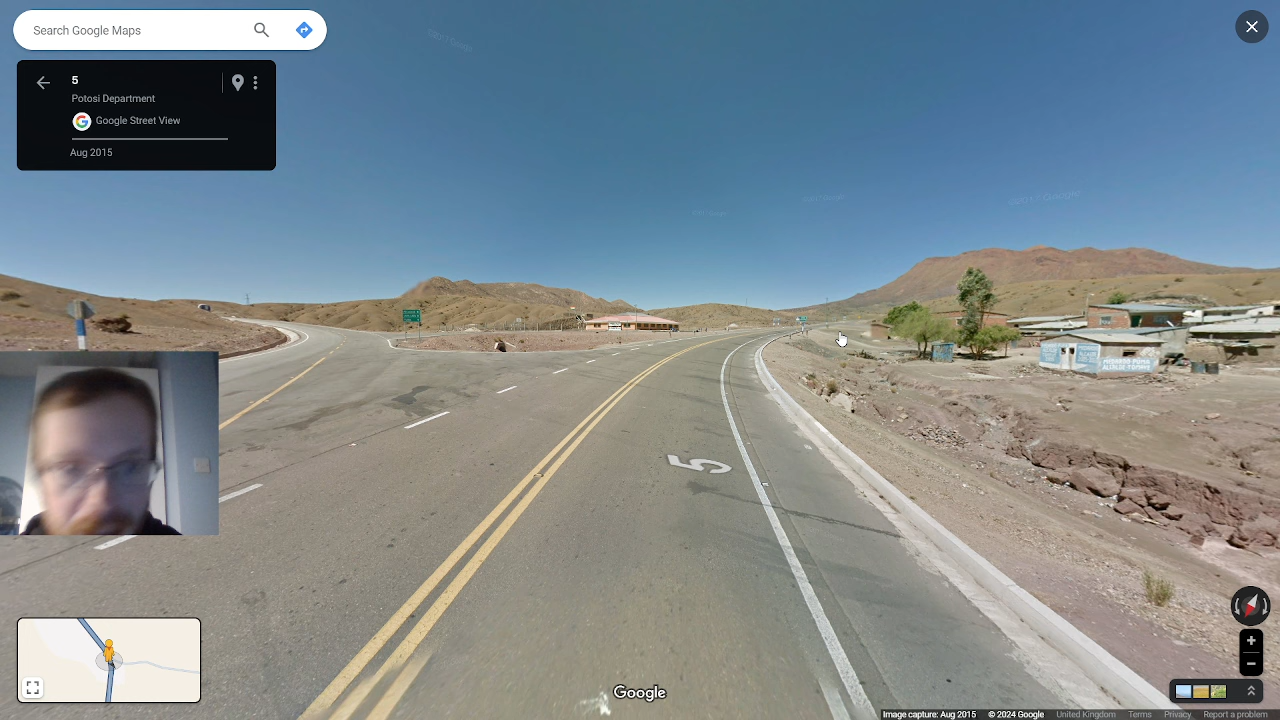 Search Google Maps
5
Potosi Department
Google Street View
Aug 2015
5
Google
Image capture: Aug 2015 © 2024 Google United Kingdom Terms Privacy Report a problem